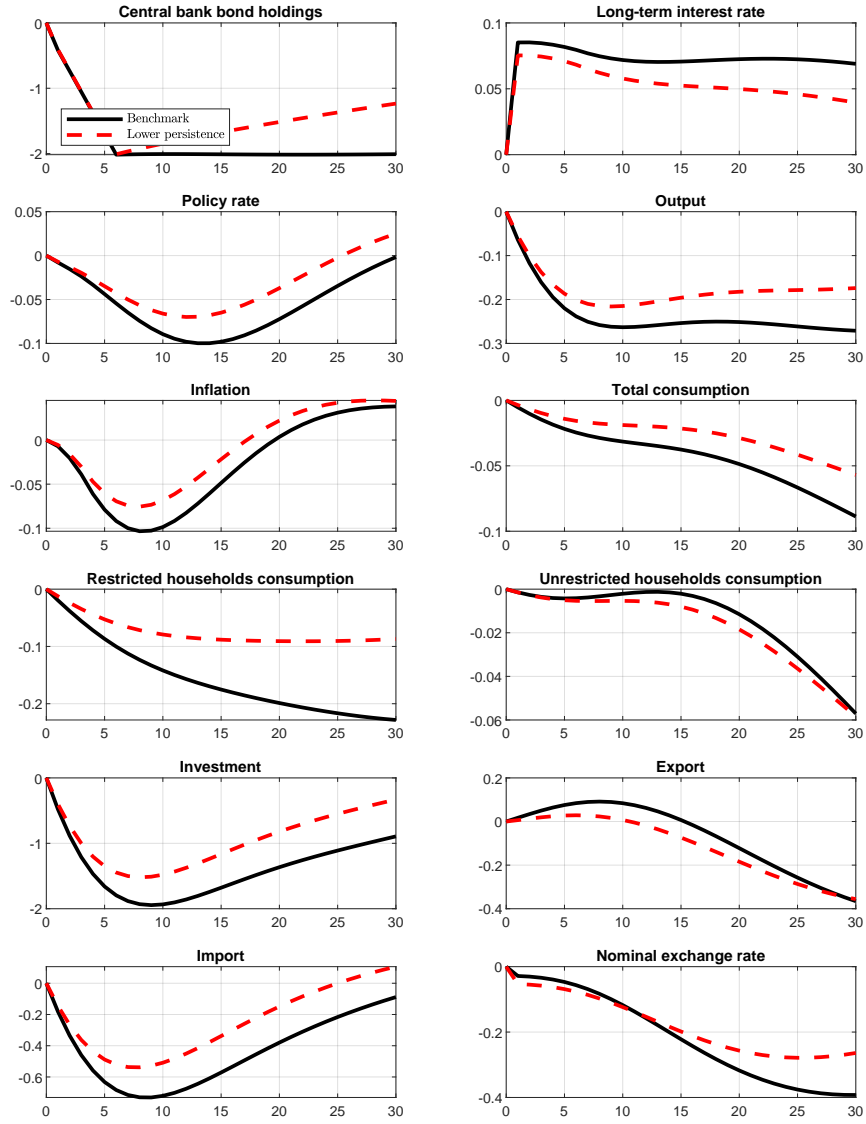 Central bank bond holdings
0
-1
-2
0 5 10 15 20 25 30
Benchmark
Lower persistence
Long-term interest rate
0.1
0.05
0
0 5 10 15 20 25 30
Policy rate
0.05
0
-0.05
-0.1
0 5 10 15 20 25 30
Output
0
-0.1
-0.2
-0.3
0 5 10 15 20 25 30
Inflation
0
-0.05
-0.1
0 5 10 15 20 25 30
Total consumption
0
-0.05
-0.1
0 5 10 15 20 25 30
Restricted households consumption
0
-0.1
-0.2
0 5 10 15 20 25 30
Unrestricted households consumption
0
-0.02
-0.04
-0.06
0 5 10 15 20 25 30
Investment
0
-1
-2
0 5 10 15 20 25 30
Export
0.2
0
-0.2
-0.4
0 5 10 15 20 25 30
Import
0
-0.2
-0.4
-0.6
0 5 10 15 20 25 30
Nominal exchange rate
0
-0.2
-0.4
0 5 10 15 20 25 30